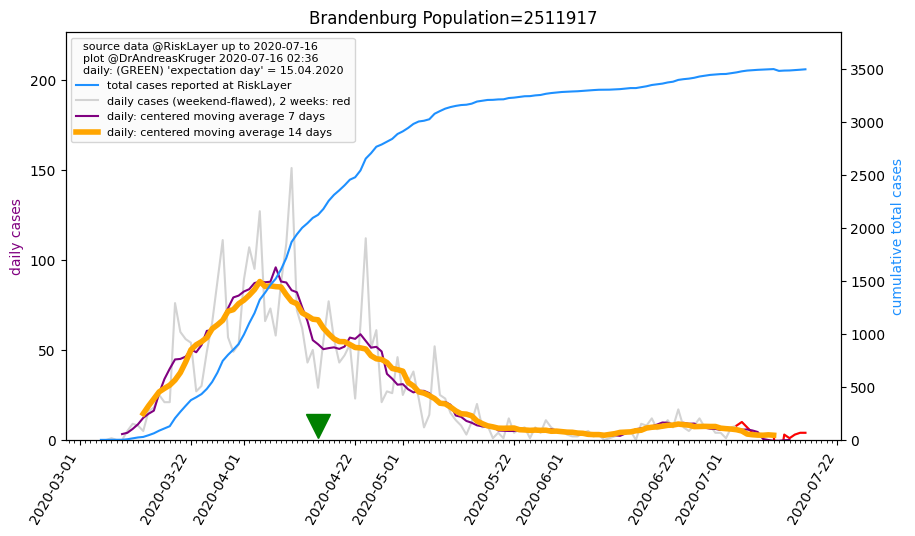 Brandenburg Population=2511917
source data @RiskLayer up to 2020-07-16
plot @DrAndreasKruger 2020-07-16 02:36
daily: (GREEN) 'expectation day' = 15.04.2020
total cases reported at RiskLayer
daily cases (weekend-flawed), 2 weeks: red
daily: centered moving average 7 days
daily: centered moving average 14 days
daily cases
200
150
100
50
0
cumulative total cases
3500
3000
2500
2000
1500
1000
500
0
2020-03-01
2020-03-22
2020-04-01
2020-04-22
2020-05-01
2020-05-22
2020-06-01
2020-06-22
2020-07-01
2020-07-22